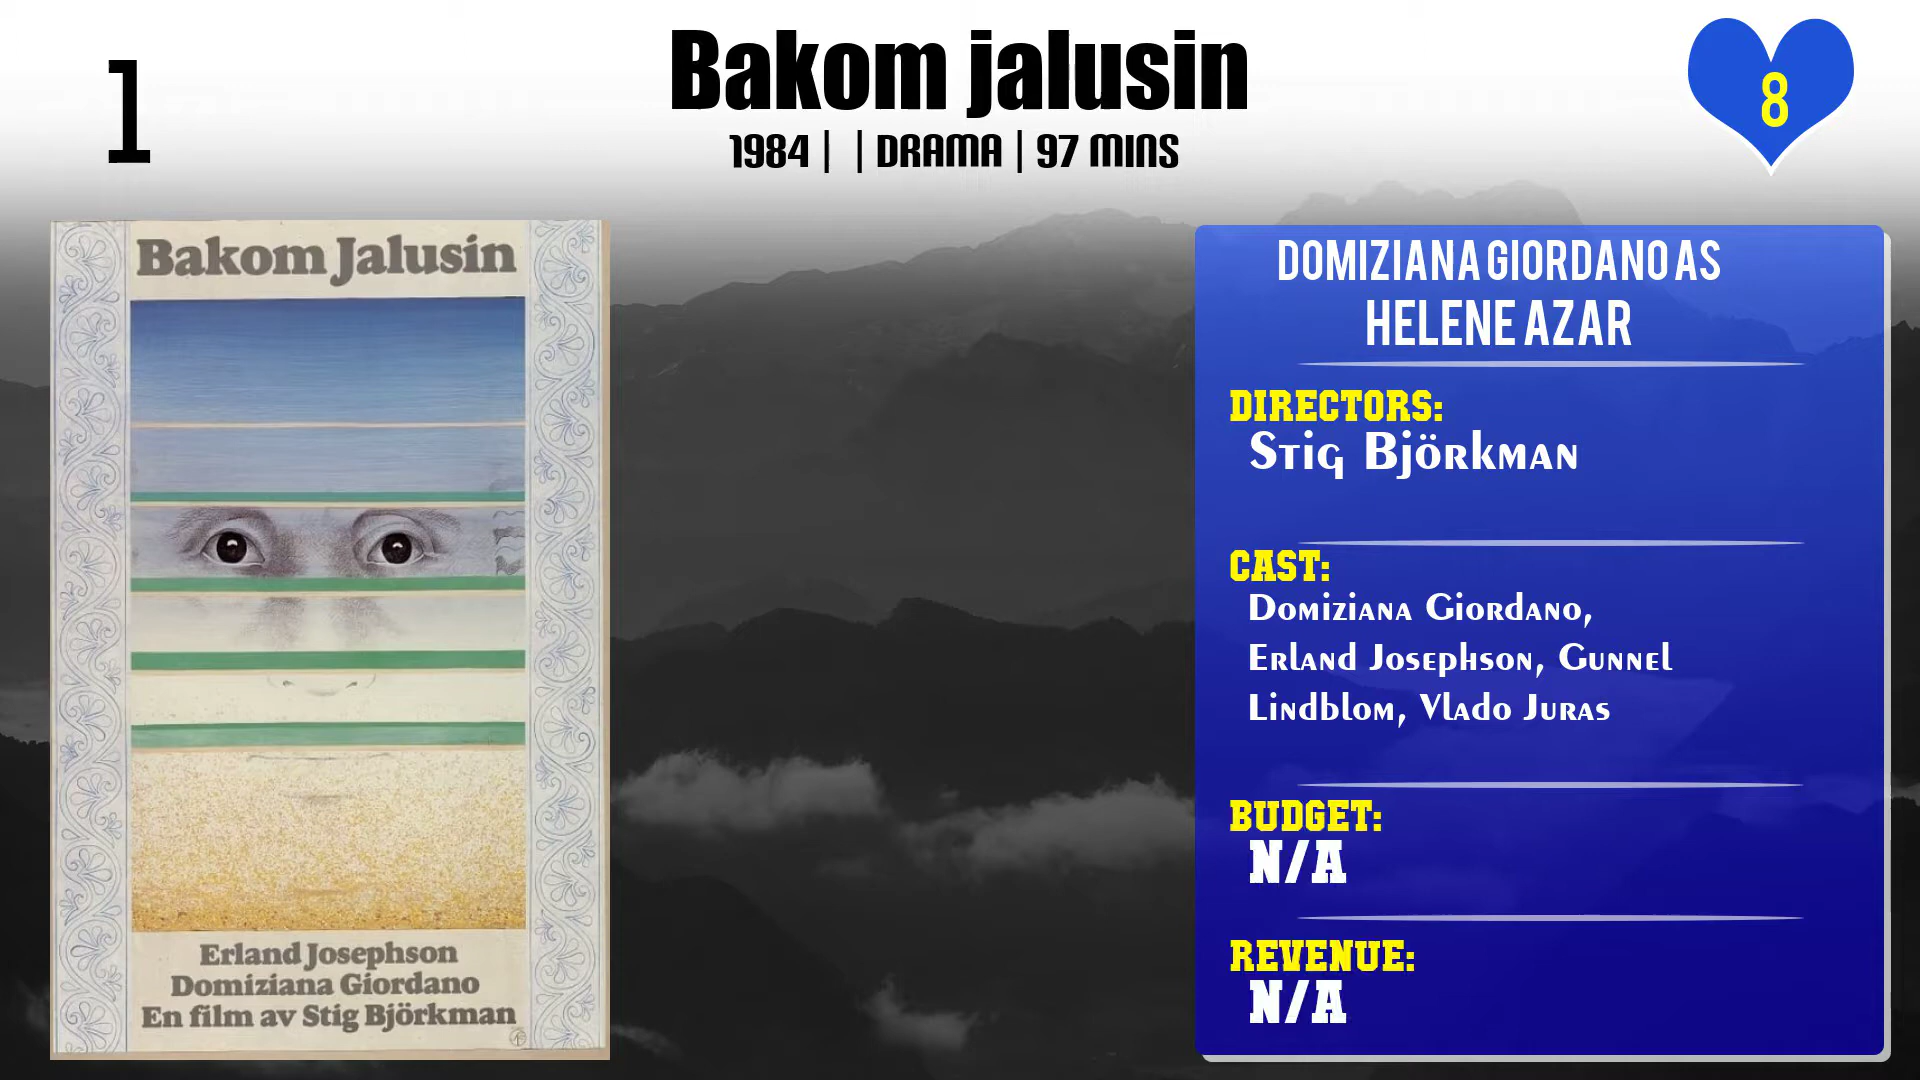 1
Bakom jalusin
1984 | | DRAMA | 97 MINS
8
Bakom Jalusin
Erland Josephson
Domiziana Giordano
En film av Stig Björkman
DOMIZIANA GIORDANO AS
HELENE AZAR
DIRECTORS:
Stig Björkman
CAST:
Domiziana Giordano,
Erland Josephson, Gunnel
Lindblom, Vlado Juras
BUDGET:
N/A
REVENUE:
N/A